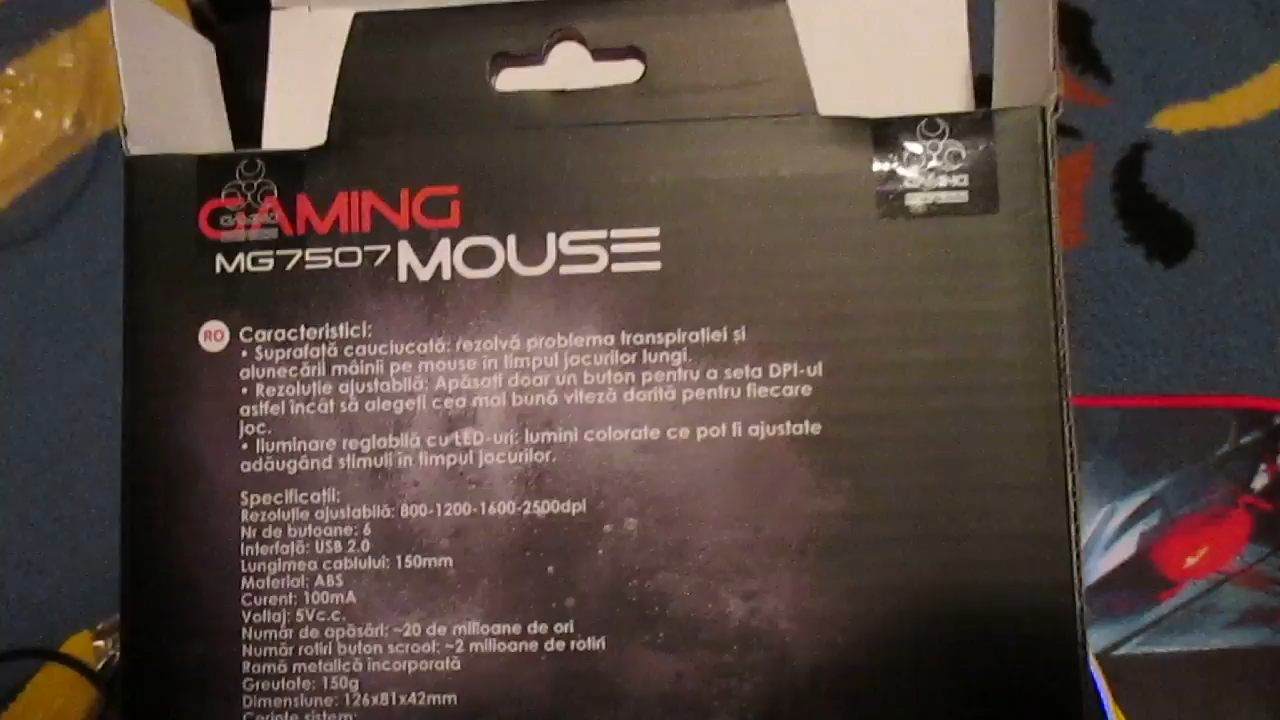 GAMING
MG7507 MOUSE
GAMING
RO Caracteristici:
• Suprafață cauciucată: rezolvă problema transpirației și
alunecării mâinii pe mouse în timpul jocurilor lungi.
• Rezoluție ajustabilă: Apăsați doar un buton pentru a seta DPI-ul
astfel încât să alegeți cea mai bună viteză dorită pentru fiecare
joc.
• Iluminare reglabilă cu LED-uri: lumini colorate ce pot fi ajustate
adăugând stimuli în timpul jocurilor.
Specificații:
Rezoluție ajustabilă: 800-1200-1600-2500dpi
Nr de butoane: 6
Interfață: USB 2.0
Lungimea cablului: 150mm
Material: ABS
Curent: 100mA
Voltaj: 5Vc.c.
Număr de apăsări: ~20 de milioane de ori
Număr rotiri buton scrool: ~2 milioane de rotiri
Ramă metalică încorporată
Greutate: 150g
Dimensiune: 126x81x42mm
Cerințe sistem: